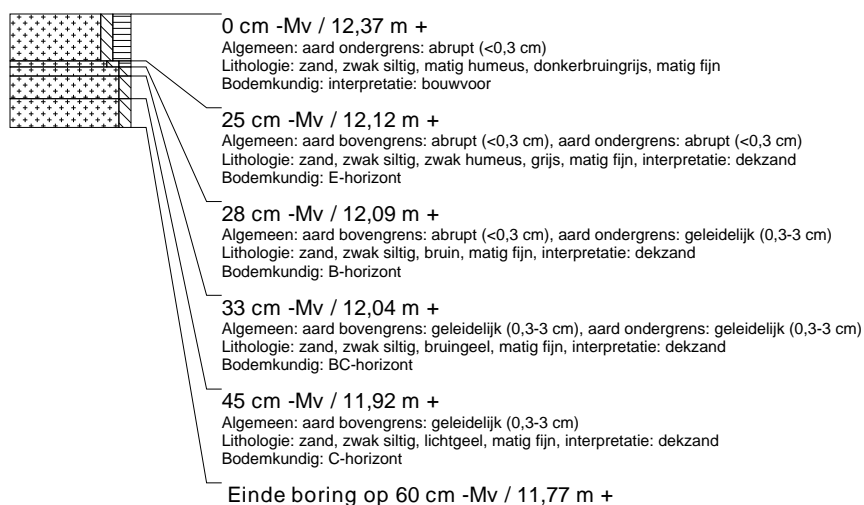 0 cm -Mv / 12,37 m +
Algemeen: aard ondergrens: abrupt (<0,3 cm)
Lithologie: zand, zwak siltig, matig humeus, donkerbruingrijs, matig fijn
Bodemkundig: interpretatie: bouwvoor
25 cm -Mv / 12,12 m +
Algemeen: aard bovengrens: abrupt (<0,3 cm), aard ondergrens: abrupt (<0,3 cm)
Lithologie: zand, zwak siltig, zwak humeus, grijs, matig fijn, interpretatie: dekzand
Bodemkundig: E-horizont
28 cm -Mv / 12,09 m +
Algemeen: aard bovengrens: abrupt (<0,3 cm), aard ondergrens: geleidelijk (0,3-3 cm)
Lithologie: zand, zwak siltig, bruin, matig fijn, interpretatie: dekzand
Bodemkundig: B-horizont
33 cm -Mv / 12,04 m +
Algemeen: aard bovengrens: geleidelijk (0,3-3 cm), aard ondergrens: geleidelijk (0,3-3 cm)
Lithologie: zand, zwak siltig, bruingeel, matig fijn, interpretatie: dekzand
Bodemkundig: BC-horizont
45 cm -Mv / 11,92 m +
Algemeen: aard bovengrens: geleidelijk (0,3-3 cm)
Lithologie: zand, zwak siltig, lichtgeel, matig fijn, interpretatie: dekzand
Bodemkundig: C-horizont
Einde boring op 60 cm -Mv / 11,77 m +